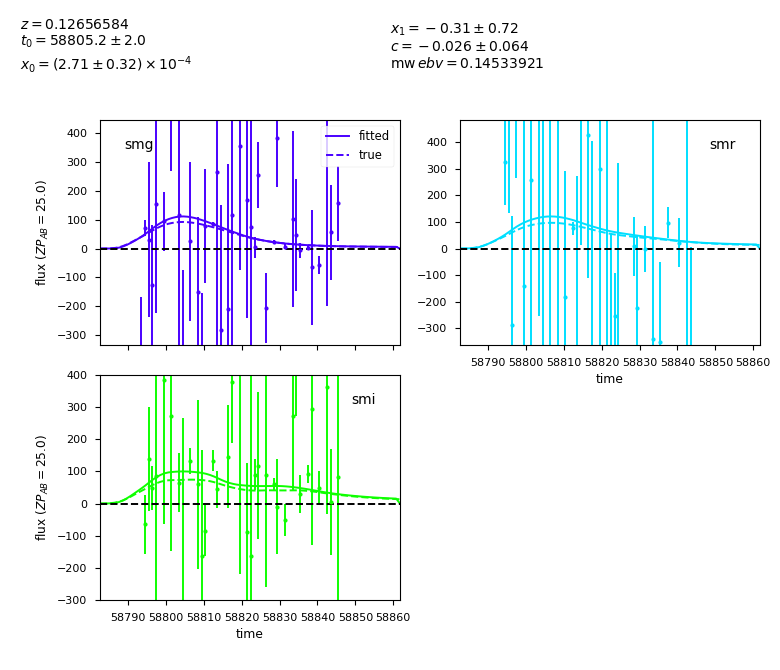 z = 0.12656584
t₀ = 58805.2 ± 2.0
x₀ = (2.71 ± 0.32) × 10⁻⁴
x₁ = −0.31 ± 0.72
c = −0.026 ± 0.064
mw ebv = 0.14533921
400
300
200
100
0
−100
−200
−300
flux (ZP_AB = 25.0)
smg
fitted
true
400
300
200
100
0
−100
−200
−300
smr
58790 58800 58810 58820 58830 58840 58850 58860
time
400
300
200
100
0
−100
−200
−300
flux (ZP_AB = 25.0)
smi
58790 58800 58810 58820 58830 58840 58850 58860
time